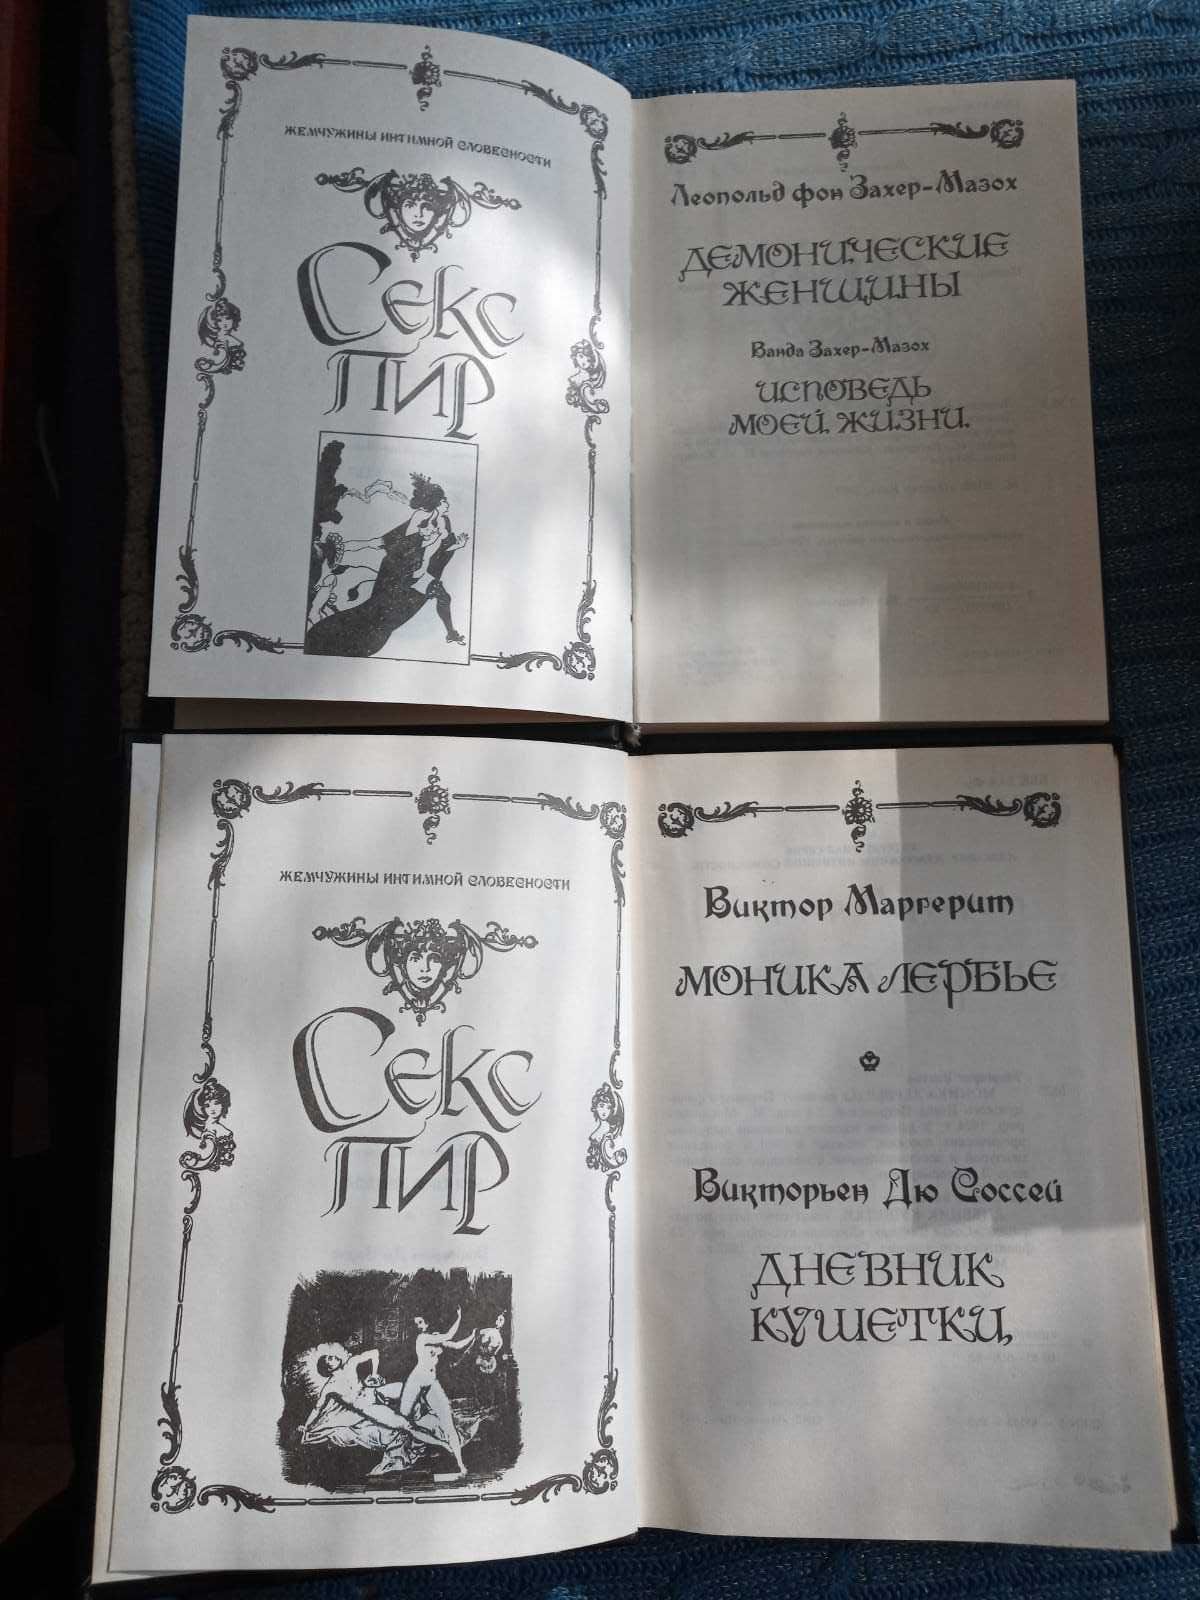 ЖЕМЧУЖИНЫ ИНТИМНОЙ СЛОВЕСНОСТИ
СЕКС
ПИР
Леопольд фон Захер-Мазох
ДЕМОНИЧЕСКИЕ
ЖЕНЩИНЫ
Ванда Захер-Мазох
ИСПОВЕДЬ
МОЕЙ ЖИЗНИ
ЖЕМЧУЖИНЫ ИНТИМНОЙ СЛОВЕСНОСТИ
СЕКС
ПИР
Виктор Маргерит
МОНИКА ЛЕРБЬЕ
Викторьен Дю Соссей
ДНЕВНИК
КУШЕТКИ